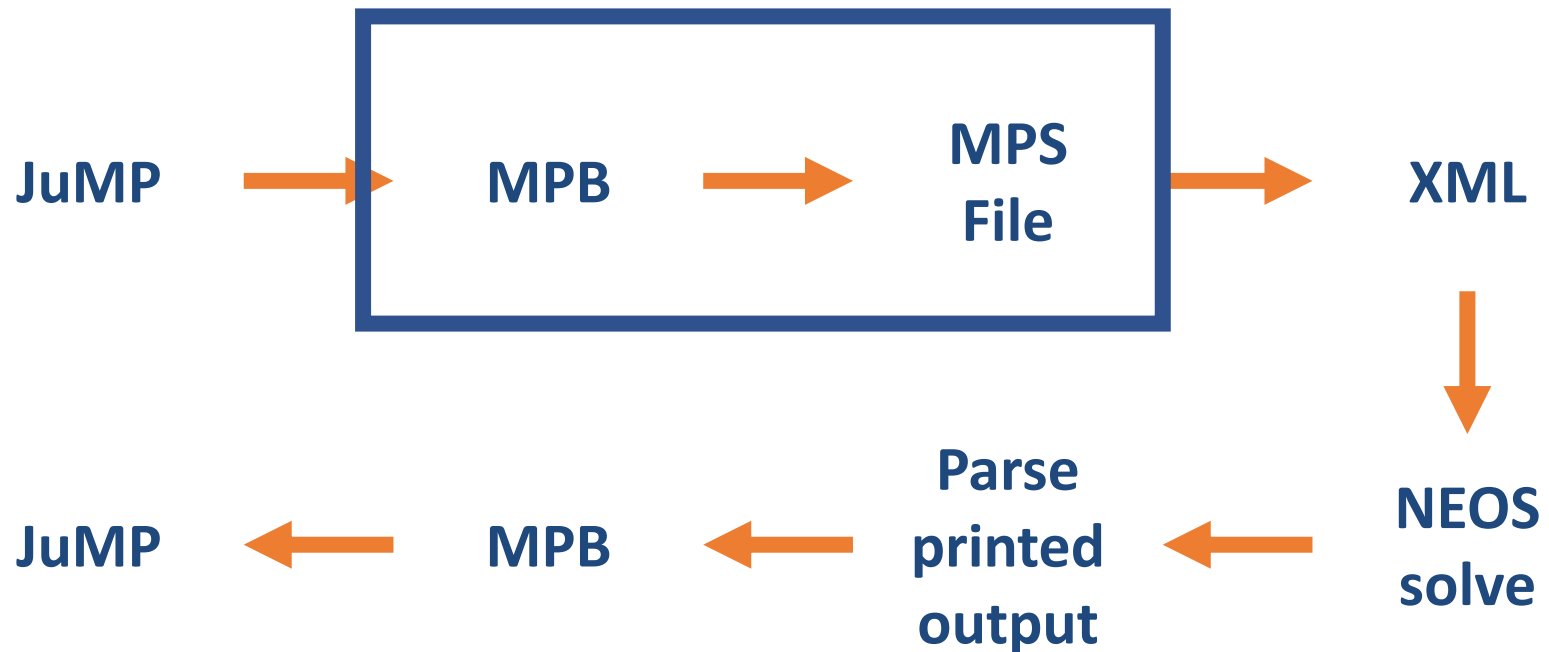 JuMP
MPB
MPS
File
XML
JuMP
MPB
Parse
printed
output
NEOS
solve